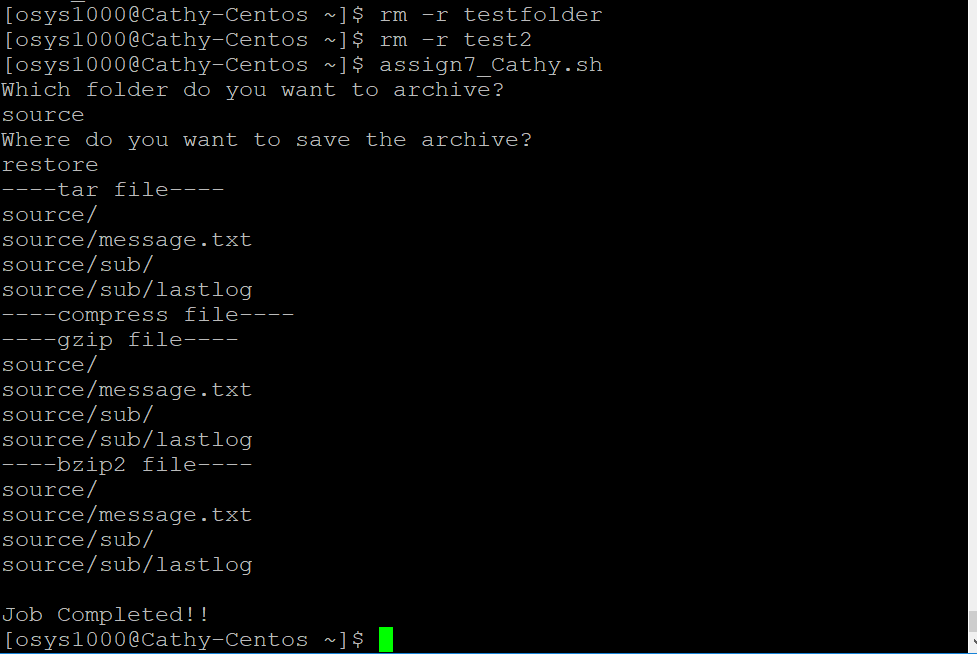 [osys1000@Cathy-Centos ~]$ rm -r testfolder
[osys1000@Cathy-Centos ~]$ rm -r test2
[osys1000@Cathy-Centos ~]$ assign7_Cathy.sh
Which folder do you want to archive?
source
Where do you want to save the archive?
restore
----tar file----
source/
source/message.txt
source/sub/
source/sub/lastlog
----compress file----
----gzip file----
source/
source/message.txt
source/sub/
source/sub/lastlog
----bzip2 file----
source/
source/message.txt
source/sub/
source/sub/lastlog

Job Completed!!
[osys1000@Cathy-Centos ~]$